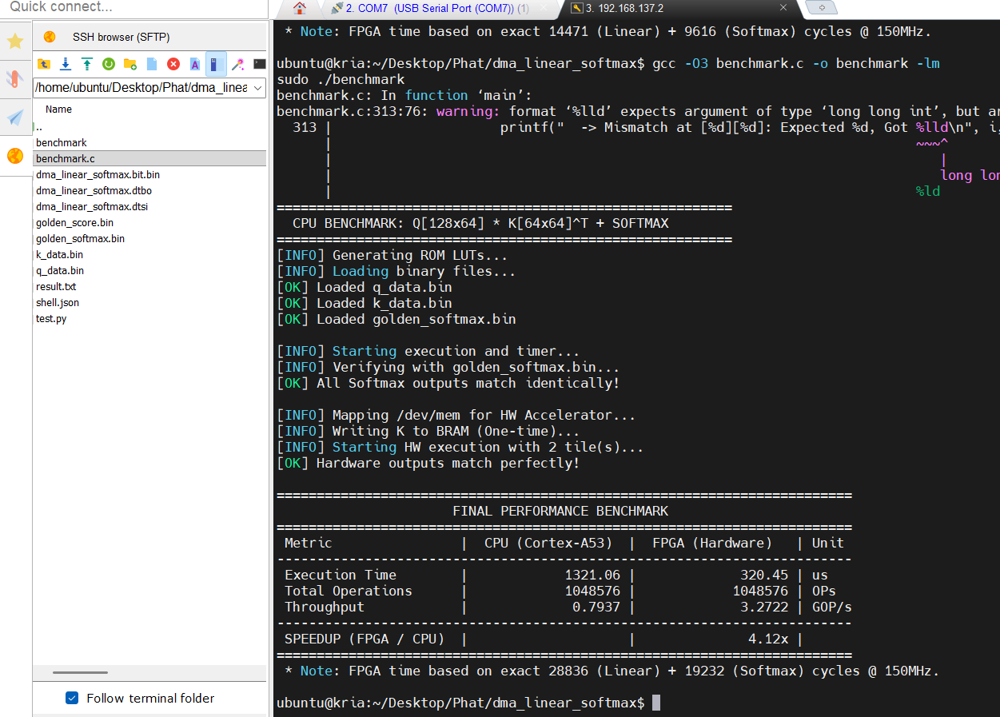 Quick connect...
2. COM7  (USB Serial Port (COM7)) (1)
3. 192.168.137.2
SSH browser (SFTP)
/home/ubuntu/Desktop/Phat/dma_linea
Name
..
benchmark
benchmark.c
dma_linear_softmax.bit.bin
dma_linear_softmax.dtbo
dma_linear_softmax.dtsi
golden_score.bin
golden_softmax.bin
k_data.bin
q_data.bin
result.txt
shell.json
test.py
Follow terminal folder
* Note: FPGA time based on exact 14471 (Linear) + 9616 (Softmax) cycles @ 150MHz.
ubuntu@kria:~/Desktop/Phat/dma_linear_softmax$ gcc -O3 benchmark.c -o benchmark -lm
sudo ./benchmark
benchmark.c: In function ‘main’:
benchmark.c:313:76: warning: format ‘%lld’ expects argument of type ‘long long int’, but ar
313 |                     printf("  -> Mismatch at [%d][%d]: Expected %d, Got %lld\n", i,
|                                                                         ~~~^
|                                                                            |
|                                                                            long lon
|                                                                         %ld
=========================================================
CPU BENCHMARK: Q[128x64] * K[64x64]^T + SOFTMAX
=========================================================
[INFO] Generating ROM LUTs...
[INFO] Loading binary files...
[OK] Loaded q_data.bin
[OK] Loaded k_data.bin
[OK] Loaded golden_softmax.bin
[INFO] Starting execution and timer...
[INFO] Verifying with golden_softmax.bin...
[OK] All Softmax outputs match identically!
[INFO] Mapping /dev/mem for HW Accelerator...
[INFO] Writing K to BRAM (One-time)...
[INFO] Starting HW execution with 2 tile(s)...
[OK] Hardware outputs match perfectly!
========================================================================
FINAL PERFORMANCE BENCHMARK
========================================================================
Metric                |  CPU (Cortex-A53)  |  FPGA (Hardware)   | Unit
------------------------------------------------------------------------
Execution Time        |            1321.06 |             320.45 | us
Total Operations      |            1048576 |            1048576 | OPs
Throughput            |             0.7937 |             3.2722 | GOP/s
------------------------------------------------------------------------
SPEEDUP (FPGA / CPU)  |                    |              4.12x |
========================================================================
* Note: FPGA time based on exact 28836 (Linear) + 19232 (Softmax) cycles @ 150MHz.
ubuntu@kria:~/Desktop/Phat/dma_linear_softmax$